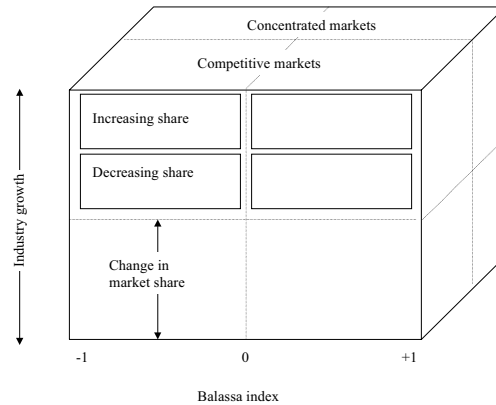 Concentrated markets
Competitive markets
Increasing share
Decreasing share
Industry growth
Change in
market share
-1
0
+1
Balassa index